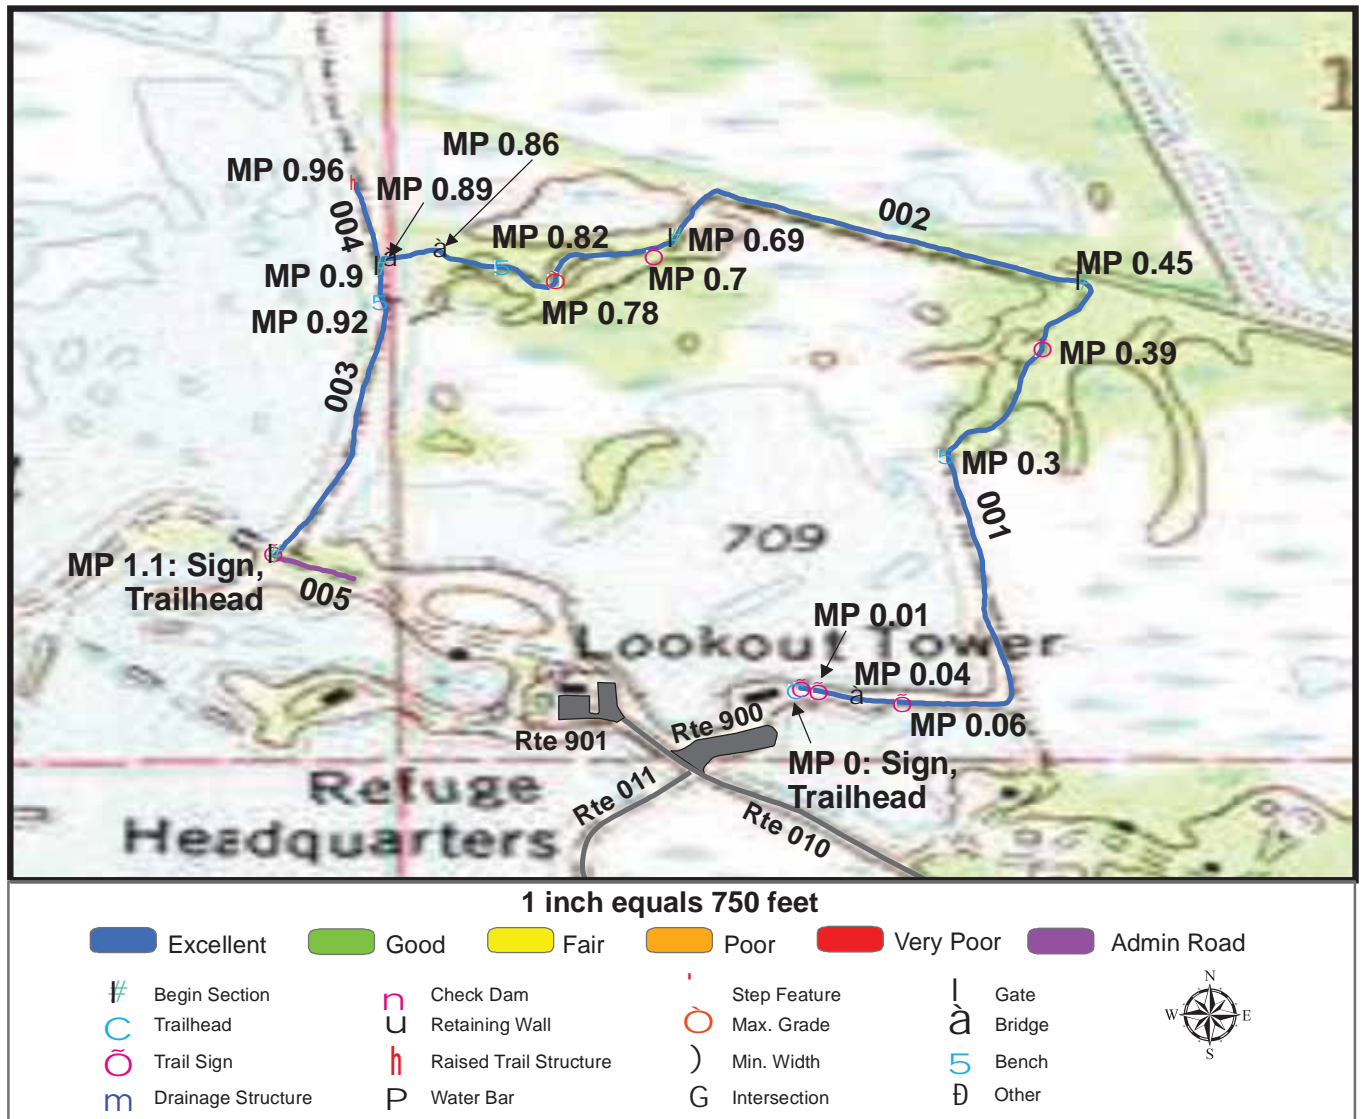 1
MP 0.86
MP 0.96
MP 0.89
004
002
MP 0.82
MP 0.69
MP 0.9
MP 0.7
MP 0.45
MP 0.92
MP 0.78
MP 0.39
003
MP 0.3
001
709
MP 1.1: Sign,
Trailhead
005
MP 0.01
Lookout Tower
MP 0.04
MP 0.06
Rte 900
Rte 901
MP 0: Sign,
Trailhead
Rte 011
Rte 010
Refuge
Headquarters
1 inch equals 750 feet
Excellent Good Fair Poor Very Poor Admin Road
Begin Section Check Dam Step Feature Gate
Trailhead Retaining Wall Max. Grade Bridge
Trail Sign Raised Trail Structure Min. Width Bench
Drainage Structure Water Bar Intersection Other
N
W E
S